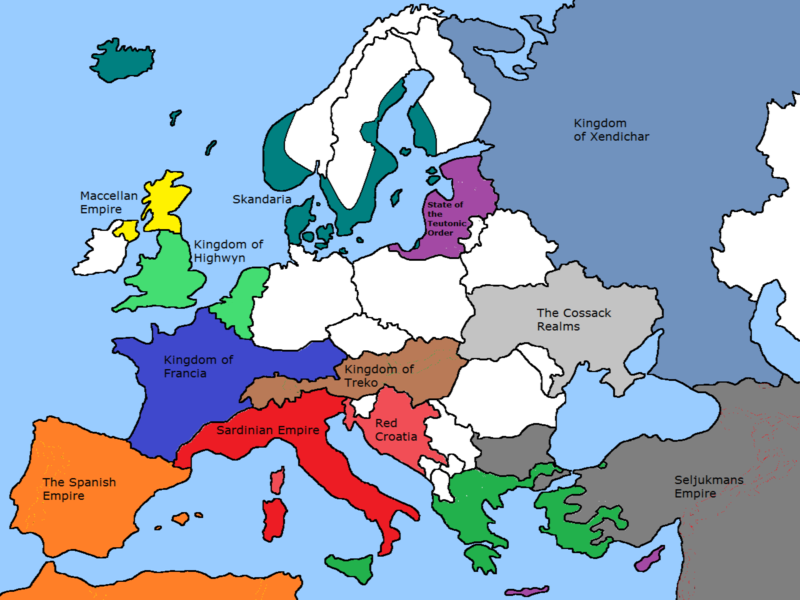 Kingdom
of Xendichar
Maccellan
Empire
Skandaria
State of
the
Teutonic
Order
Kingdom of
Highwyn
The Cossack
Realms
Kingdom of
Francia
Kingdom of
Treko
Sardinian Empire
Red
Croatia
The Spanish
Empire
Seljukmans
Empire